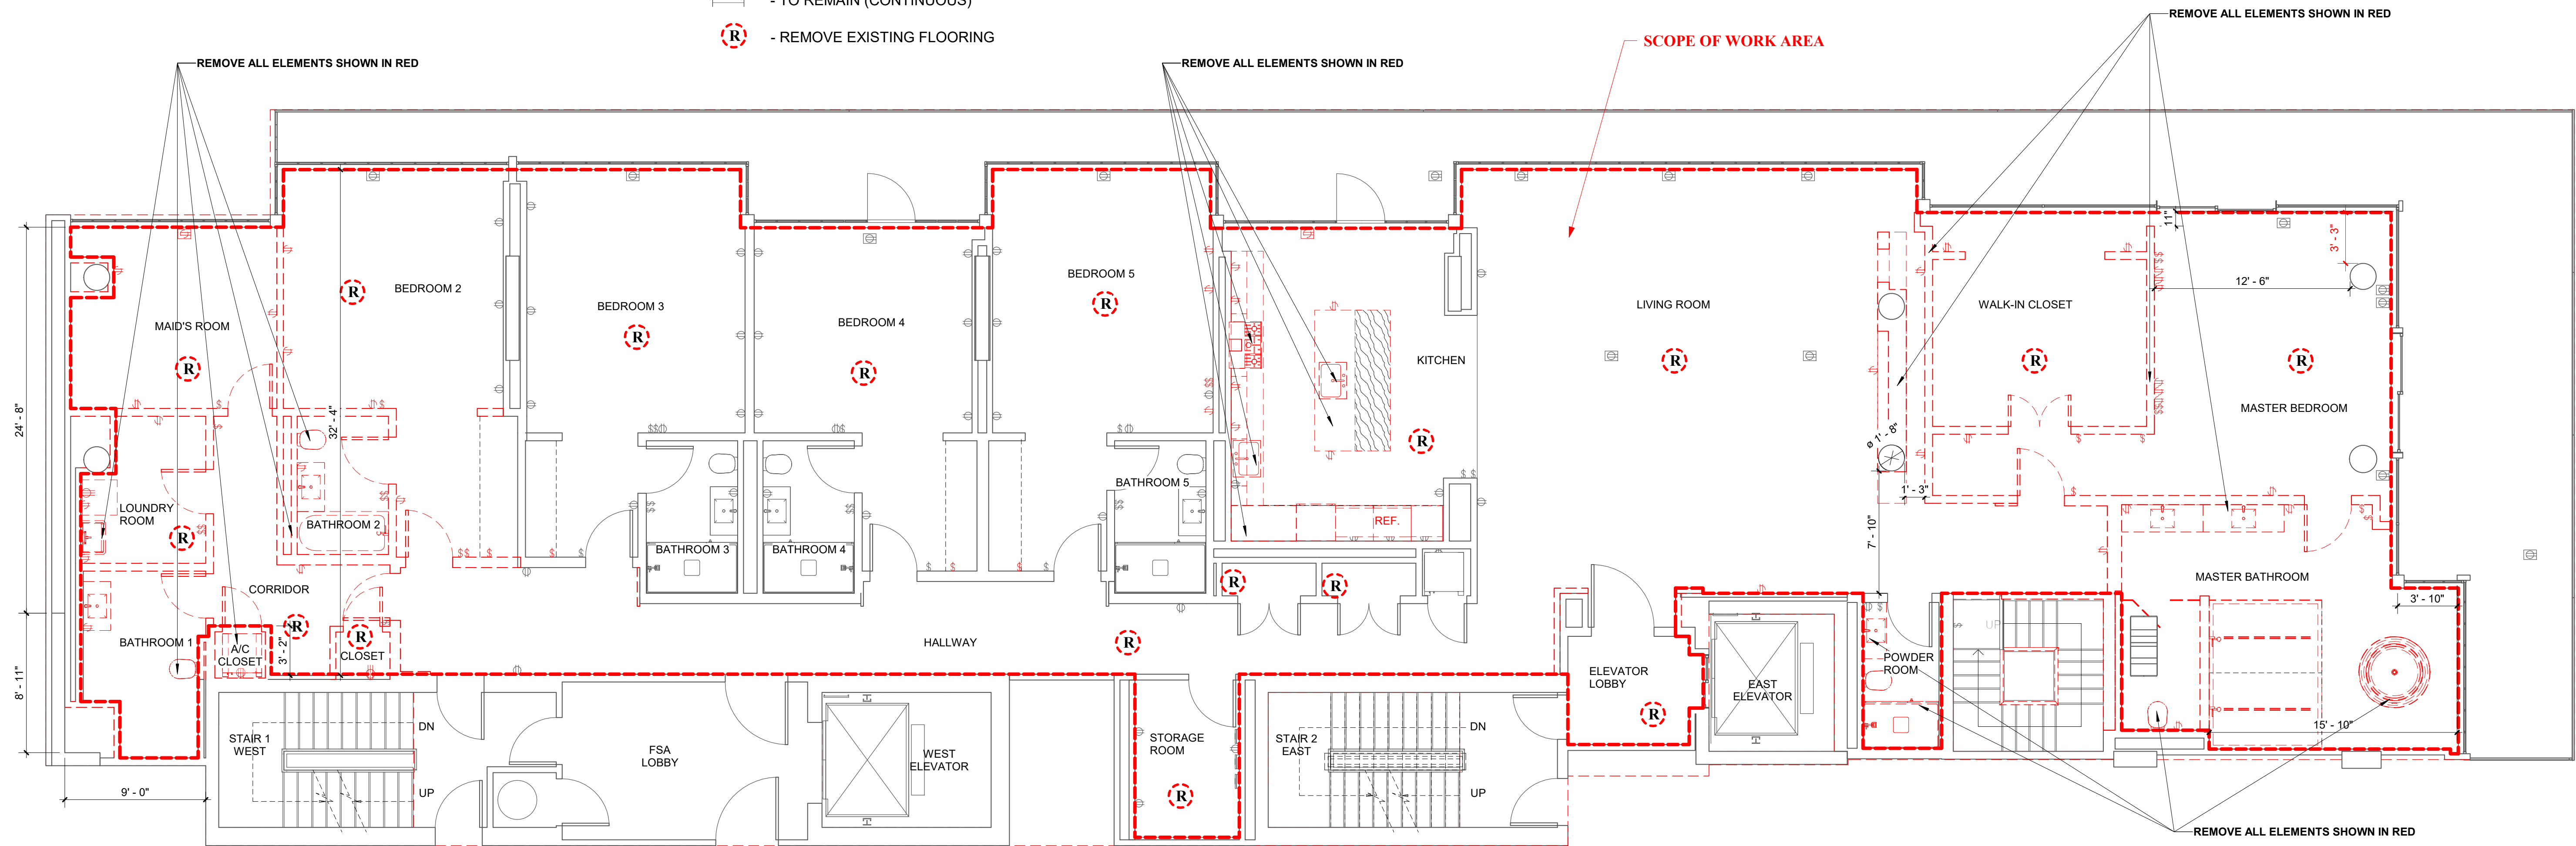 - TO REMAIN (CONTINUOUS)
R - REMOVE EXISTING FLOORING
REMOVE ALL ELEMENTS SHOWN IN RED
SCOPE OF WORK AREA
REMOVE ALL ELEMENTS SHOWN IN RED
REMOVE ALL ELEMENTS SHOWN IN RED
24' - 8"
8' - 11"
9' - 0"
MAID'S ROOM
R
LOUNDRY
ROOM
R
BATHROOM 1
A/C
CLOSET
CORRIDOR
R
3' - 2"
R
CLOSET
BATHROOM 2
32' - 4"
BEDROOM 2
R
BEDROOM 3
R
BATHROOM 3
BEDROOM 4
R
BATHROOM 4
BEDROOM 5
R
BATHROOM 5
KITCHEN
R
REF.
R
R
HALLWAY
R
LIVING ROOM
R
WALK-IN CLOSET
R
11"
3' - 3"
12' - 6"
R
MASTER BEDROOM
ø 1' - 8"
1' - 3"
7' - 10"
MASTER BATHROOM
3' - 10"
15' - 10"
STAIR 1
WEST
DN
UP
FSA
LOBBY
WEST
ELEVATOR
STORAGE
ROOM
R
STAIR 2
EAST
DN
UP
ELEVATOR
LOBBY
R
EAST
ELEVATOR
POWDER
ROOM
UP
REMOVE ALL ELEMENTS SHOWN IN RED